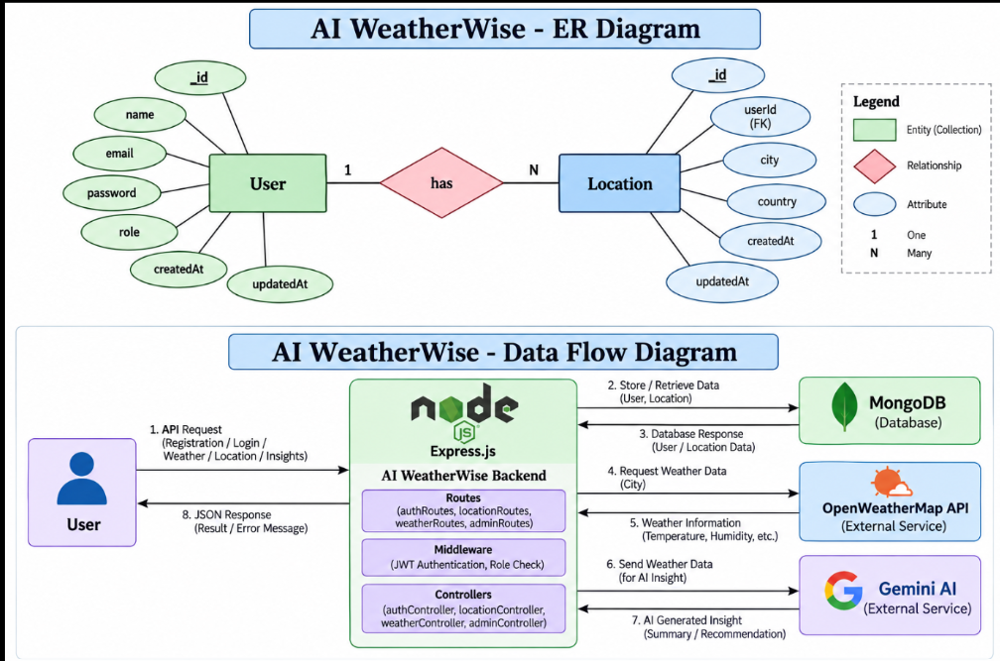 AI WeatherWise - ER Diagram
_id
name
email
password
role
createdAt
updatedAt
User
1
has
N
Location
_id
userId
(FK)
city
country
createdAt
updatedAt
Legend
Entity (Collection)
Relationship
Attribute
1 One
N Many
AI WeatherWise - Data Flow Diagram
User
1. API Request
(Registration / Login /
Weather / Location / Insights)
8. JSON Response
(Result / Error Message)
node
JS
Express.js
AI WeatherWise Backend
Routes
(authRoutes, locationRoutes,
weatherRoutes, adminRoutes)
Middleware
(JWT Authentication, Role Check)
Controllers
(authController, locationController,
weatherController, adminController)
2. Store / Retrieve Data
(User, Location)
3. Database Response
(User / Location Data)
4. Request Weather Data
(City)
5. Weather Information
(Temperature, Humidity, etc.)
6. Send Weather Data
(for AI Insight)
7. AI Generated Insight
(Summary / Recommendation)
MongoDB
(Database)
OpenWeatherMap API
(External Service)
Gemini AI
(External Service)